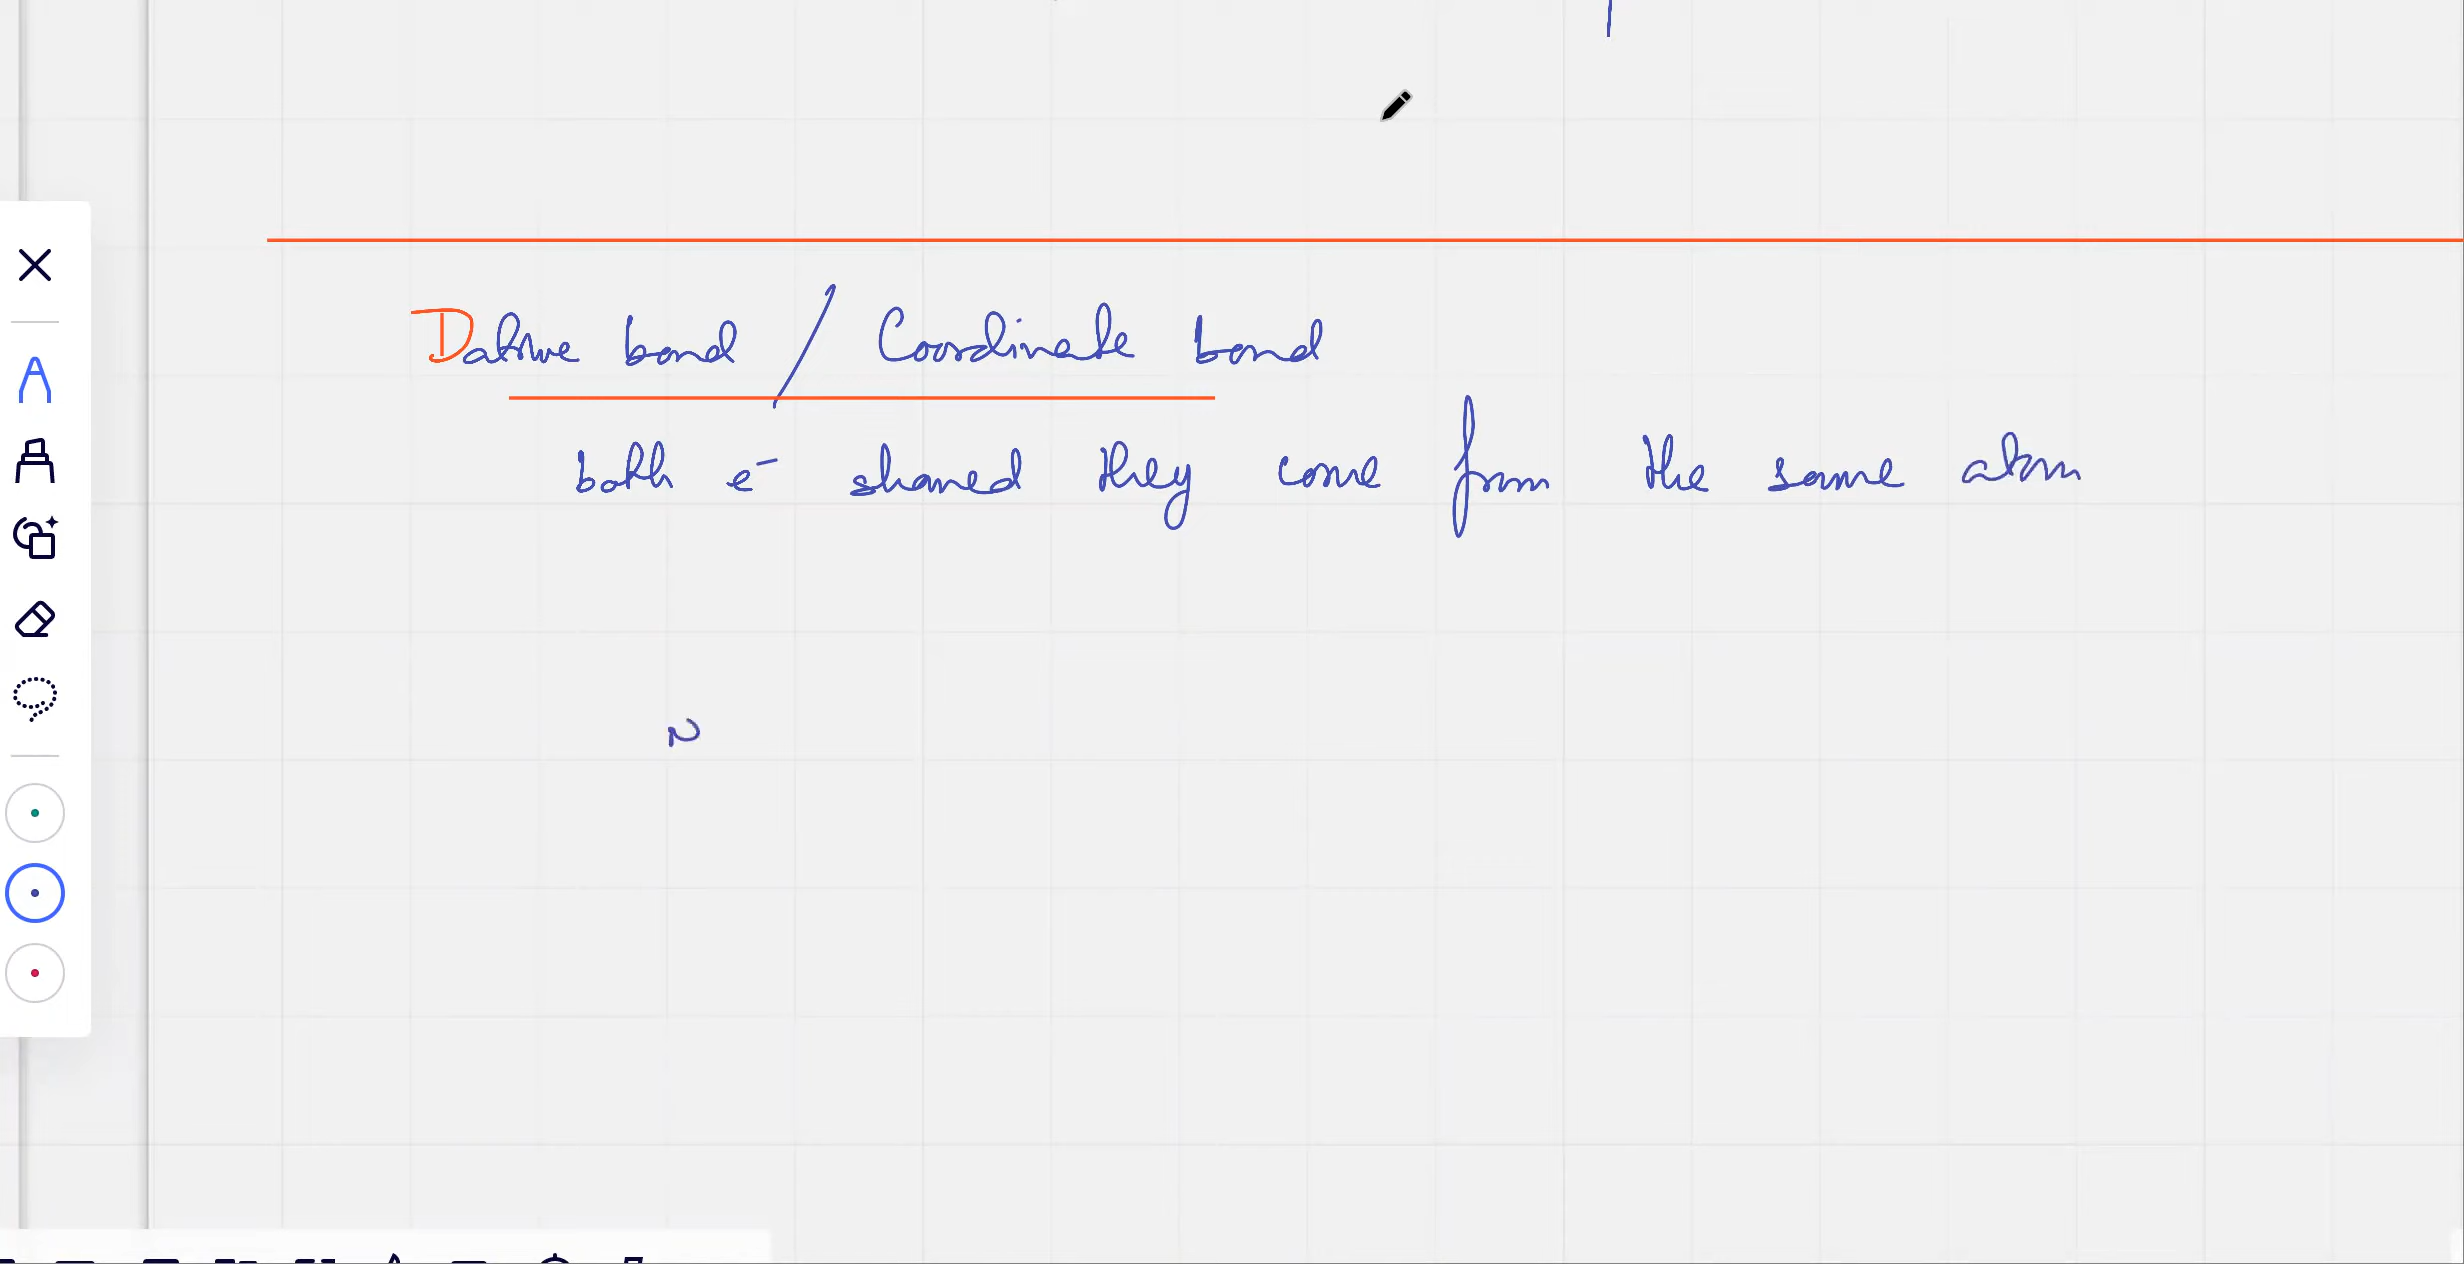 Dative bond / Coordinate bond
both e⁻ shared they come from the same atom
N